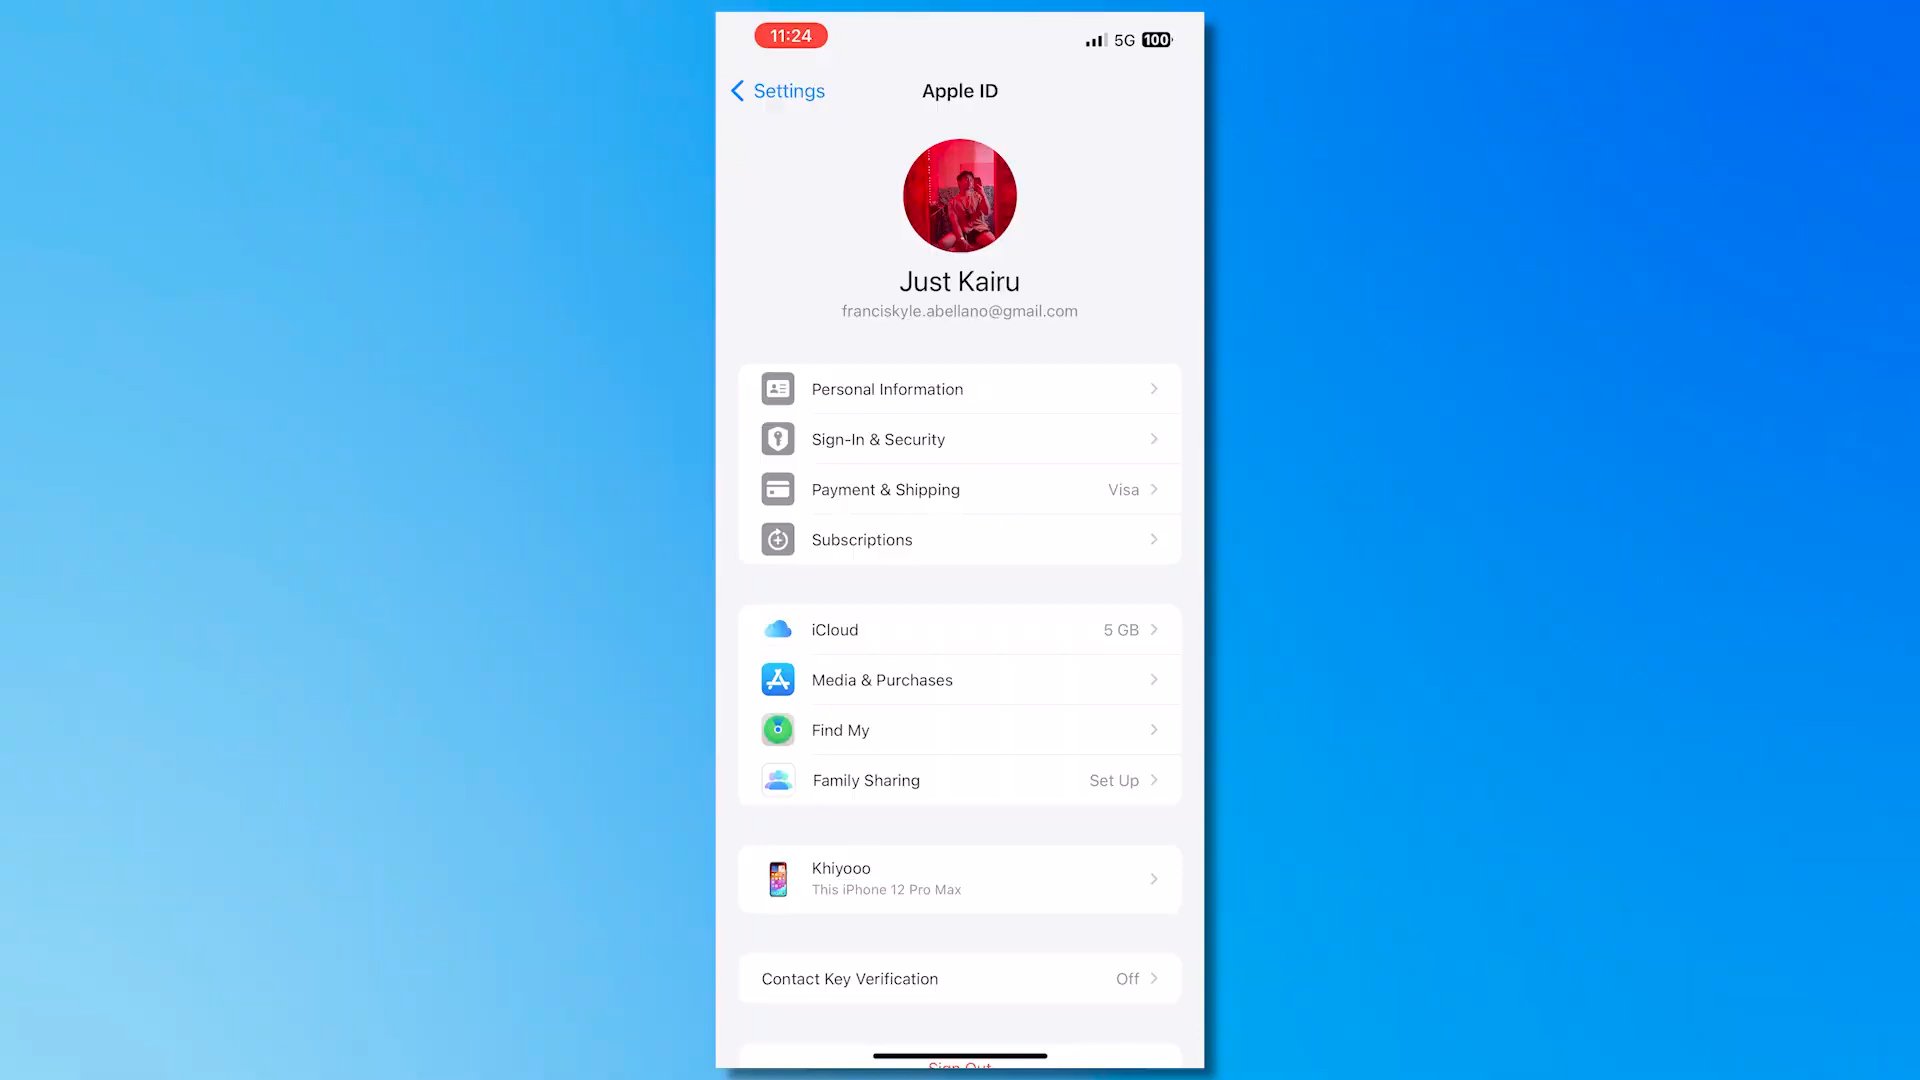 11:24
5G 100
Settings
Apple ID
Just Kairu
franciskyle.abellano@gmail.com
Personal Information
Sign-In & Security
Payment & Shipping Visa
Subscriptions
iCloud 5 GB
Media & Purchases
Find My
Family Sharing Set Up
Khiyooo
This iPhone 12 Pro Max
Contact Key Verification Off
Sign Out